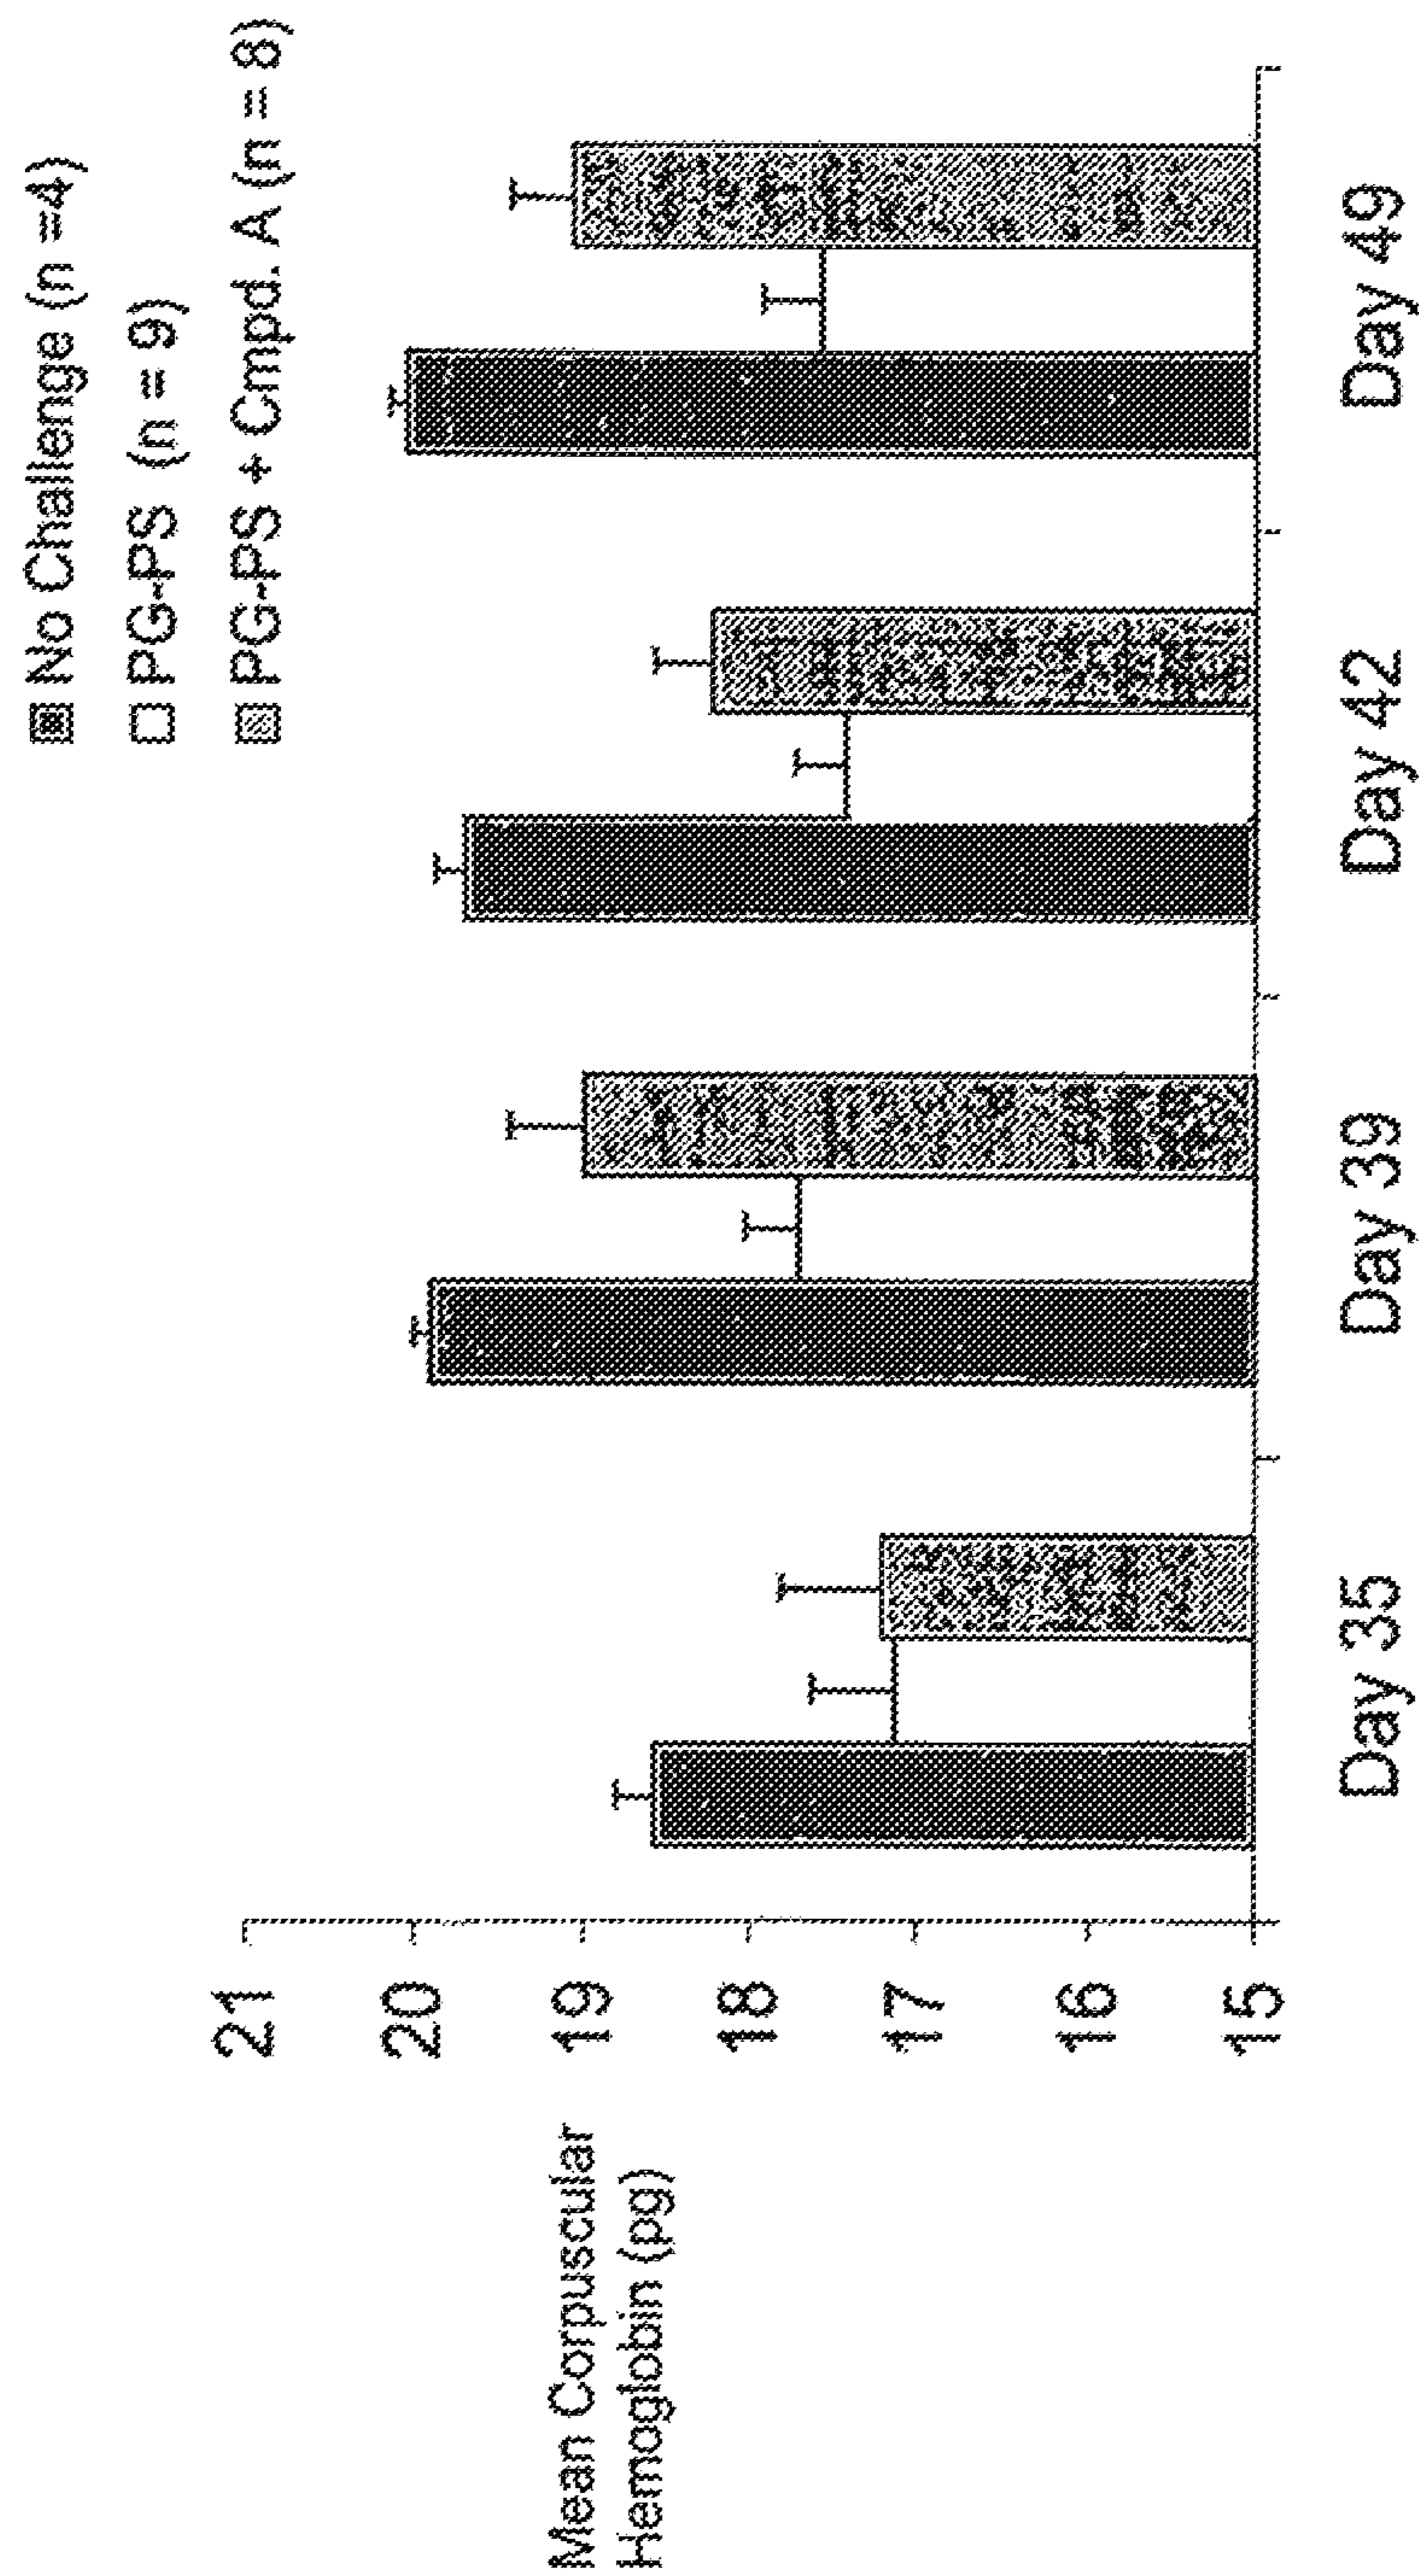 No Challenge (n =4)
PG-PS (n = 9)
PG-PS + Cmpd. A (n = 8)
Mean Corpuscular
Hemoglobin (pg)
21
20
19
18
17
16
15
Day 35
Day 39
Day 42
Day 49